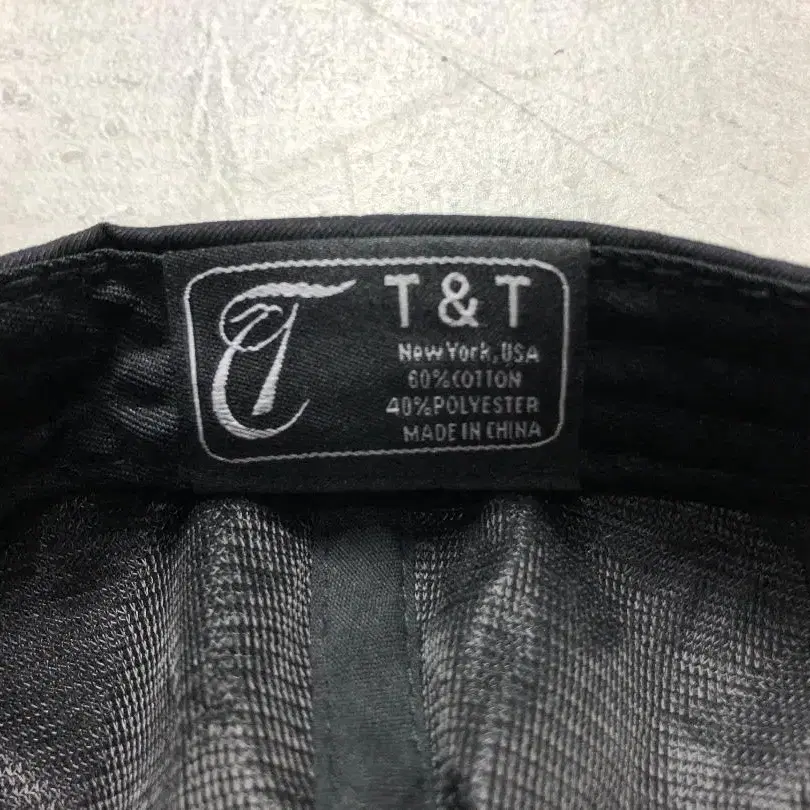 T & T
New York, USA
60% COTTON
40% POLYESTER
MADE IN CHINA